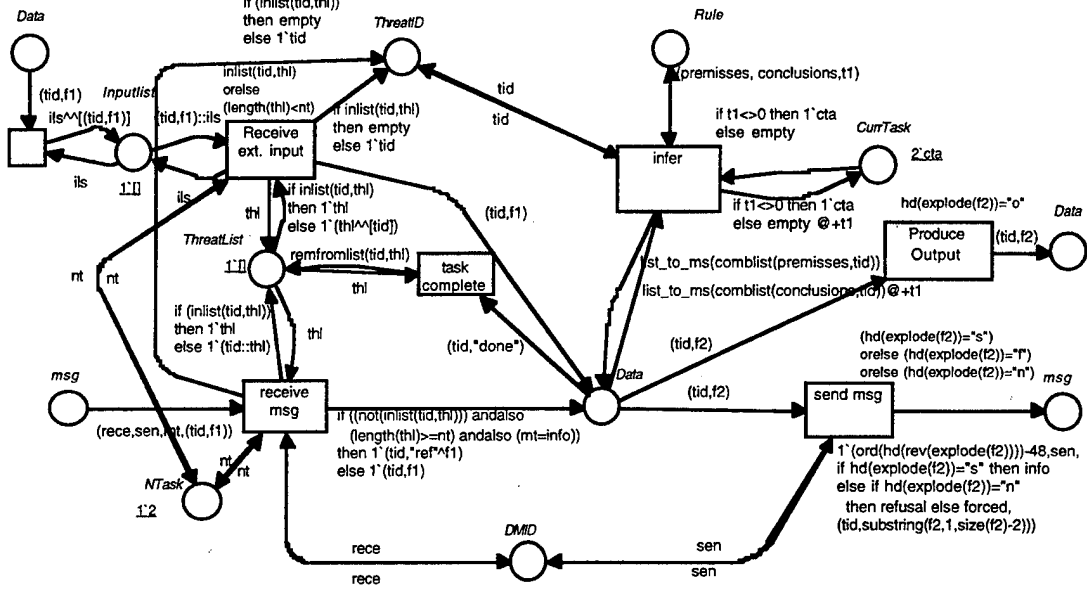 Data
if (inlist(tid,thl))
then empty
else 1`tid
ThreatID
Rule
(tid,f1)
Inputlist
ils^^[(tid,f1)]
(tid,f1)::ils
inlist(tid,thl)
orelse
(length(thl)<nt)
if inlist(tid,thl)
then empty
else 1`tid
tid
tid
(premisses, conclusions,t1)
if t1<>0 then 1`cta
else empty
CurrTask
2`cta
Receive
ext. input
infer
ils
1`[]
ils
if t1<>0 then 1`cta
else empty @+t1
hd(explode(f2)="o"
Data
Produce
Output
(tid,f2)
thl
if inlist(tid,thl)
then 1`thl
else 1`(thl^^[tid])
(tid,f1)
ThreatList
1`[]
remfromlist(tid,thl)
thl
task
complete
list_to_ms(comblist(premisses,tid))
list_to_ms(comblist(conclusions,tid))@+t1
nt
nt
if (inlist(tid,thl))
then 1`thl
else 1`(tid::thl)
thl
(tid,"done")
(tid,f2)
(hd(explode(f2))="s")
orelse (hd(explode(f2))="f")
orelse (hd(explode(f2))="n")
msg
receive
msg
Data
(tid,f2)
send msg
msg
(rece,sen,mt,(tid,f1))
if ((not(inlist(tid,thl))) andalso
(length(thl)>=nt) andalso (mt=info))
then 1`(tid,"ref"^f1)
else 1`(tid,f1)
1`(ord(hd(rev(explode(f2))))-48,sen,
if hd(explode(f2))="s" then info
else if hd(explode(f2))="n"
then refusal else forced,
(tid,substring(f2,1,size(f2)-2)))
nt
nt
NTask
1`2
DMID
rece
rece
sen
sen